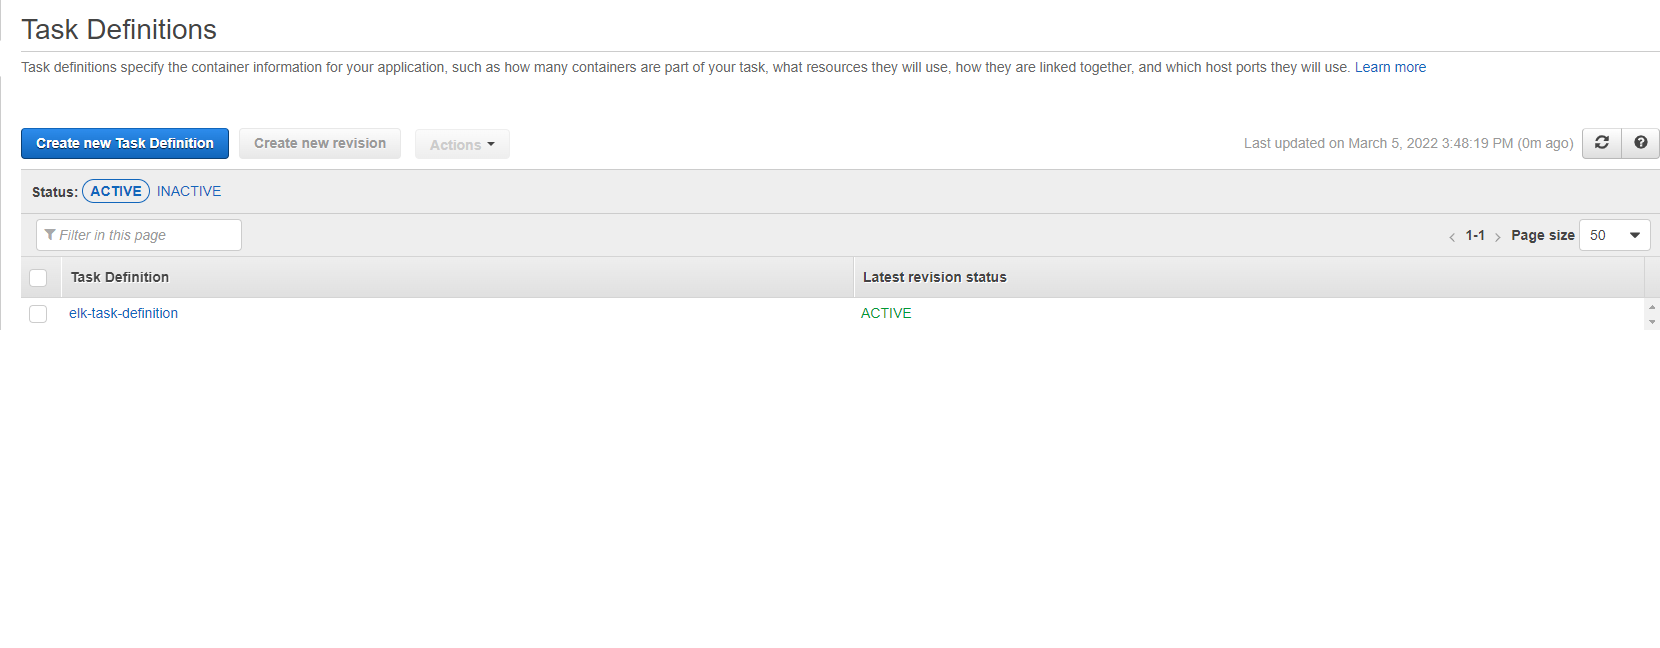 Task Definitions
Task definitions specify the container information for your application, such as how many containers are part of your task, what resources they will use, how they are linked together, and which host ports they will use. Learn more
Create new Task Definition Create new revision Actions Last updated on March 5, 2022 3:48:19 PM (0m ago)
Status: ACTIVE INACTIVE
Filter in this page 1-1 Page size 50
Task Definition Latest revision status
elk-task-definition ACTIVE